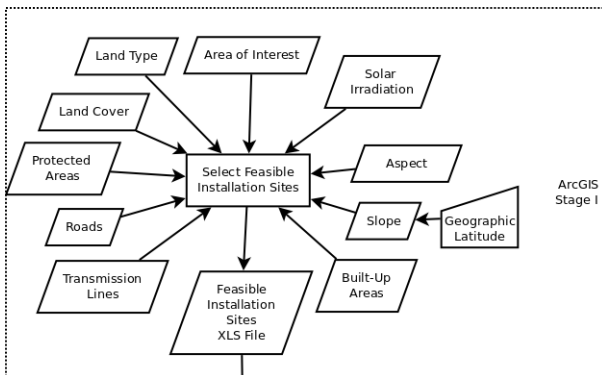 Land Type
Area of Interest
Solar
Irradiation
Land Cover
Protected
Areas
Select Feasible
Installation Sites
Aspect
ArcGIS
Stage I
Roads
Slope
Geographic
Latitude
Transmission
Lines
Feasible
Installation
Sites
XLS File
Built-Up
Areas